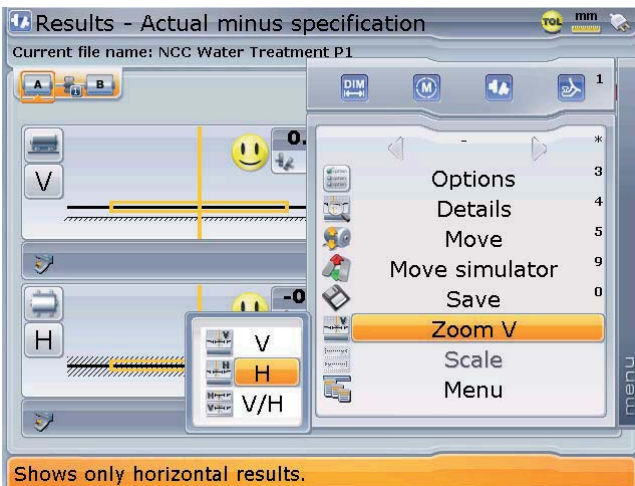 Results - Actual minus specification
TOL mm
Current file name: NCC Water Treatment P1
A B
DIM M 1
0.
- *
V
Options 3
Details 4
Move 5
Move simulator 9
-0
Save 0
H
V
Zoom V
H
Scale
V/H
Menu
menu
Shows only horizontal results.